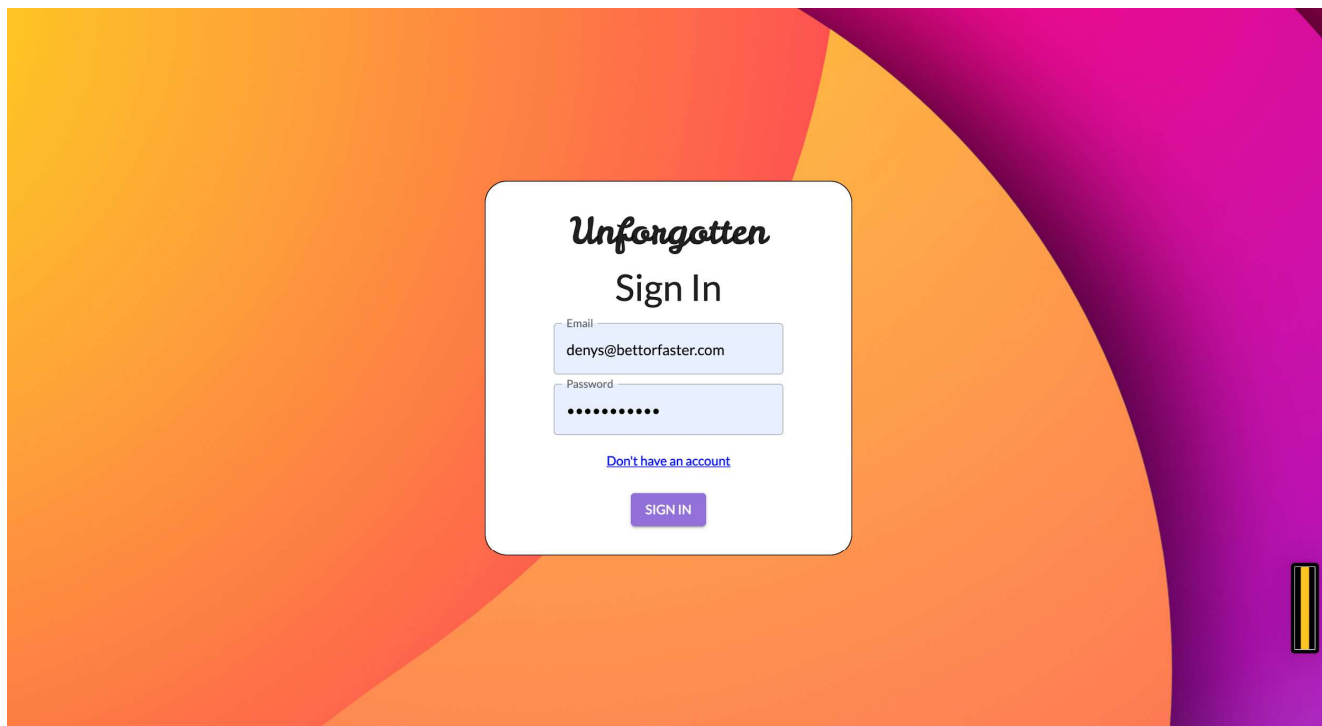 Unforgotten
Sign In
Email
denys@bettorfaster.com
Password
•••••••••••
Don't have an account
SIGN IN